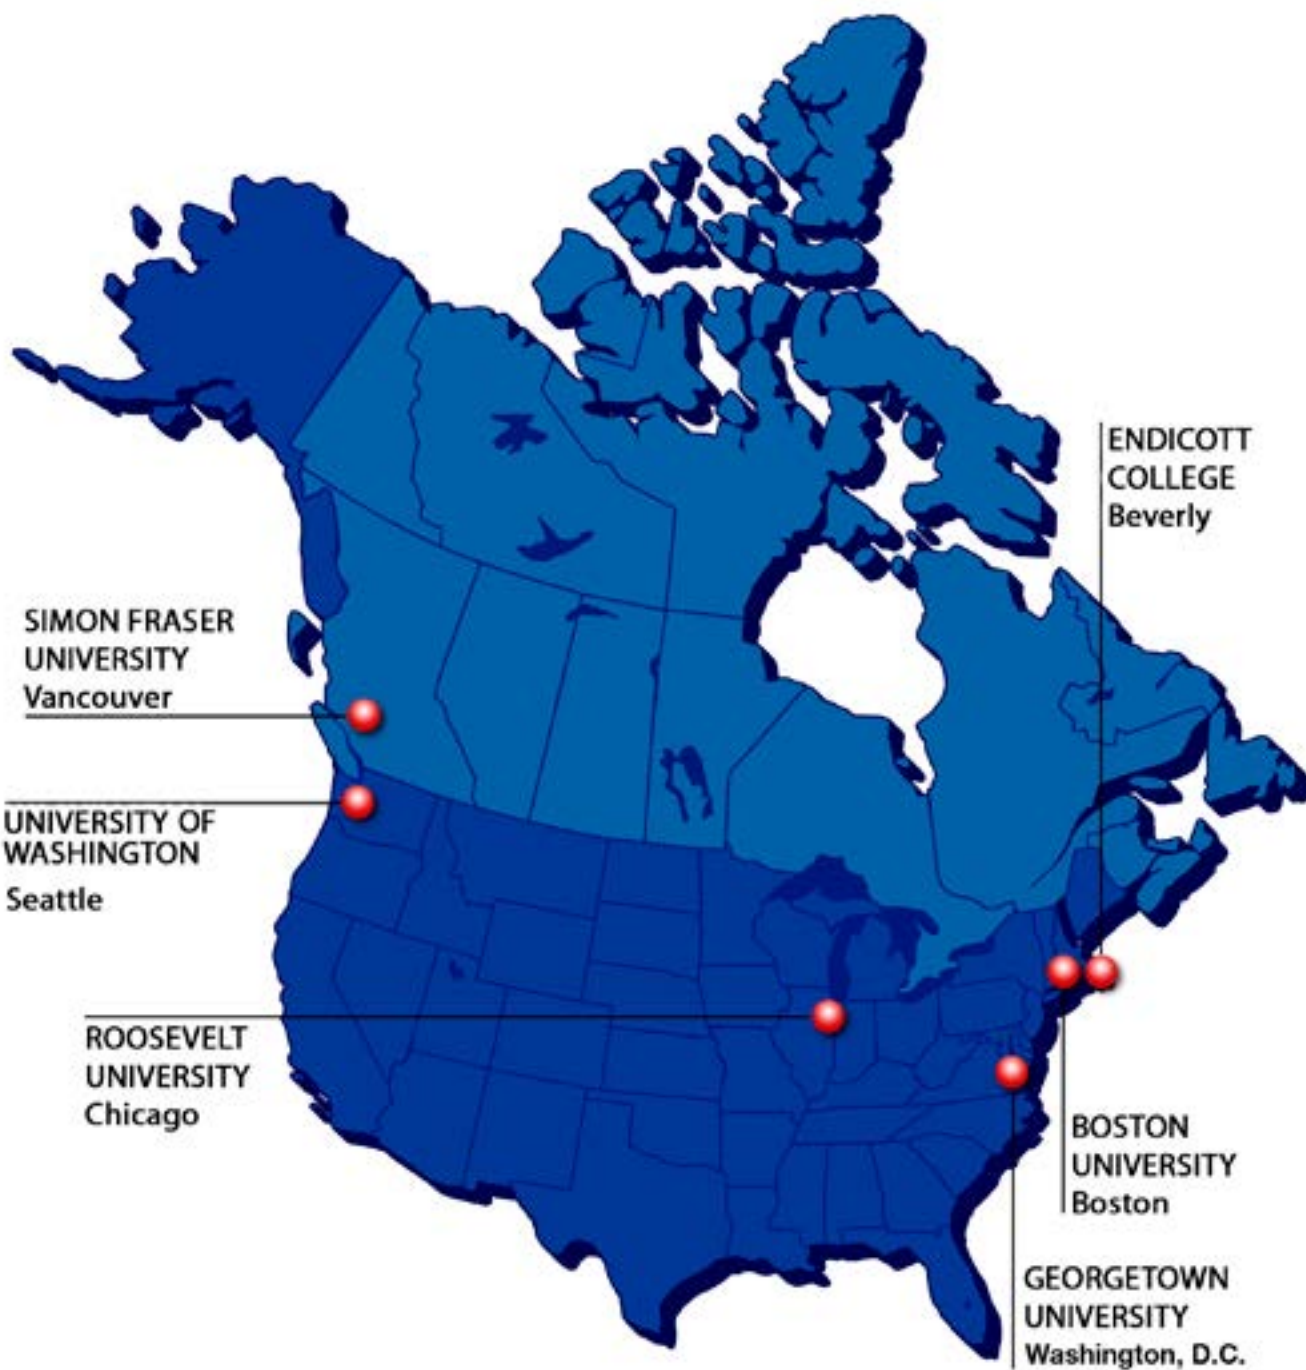 ENDICOTT
COLLEGE
Beverly
SIMON FRASER
UNIVERSITY
Vancouver
UNIVERSITY OF
WASHINGTON
Seattle
ROOSEVELT
UNIVERSITY
Chicago
BOSTON
UNIVERSITY
Boston
GEORGETOWN
UNIVERSITY
Washington, D.C.